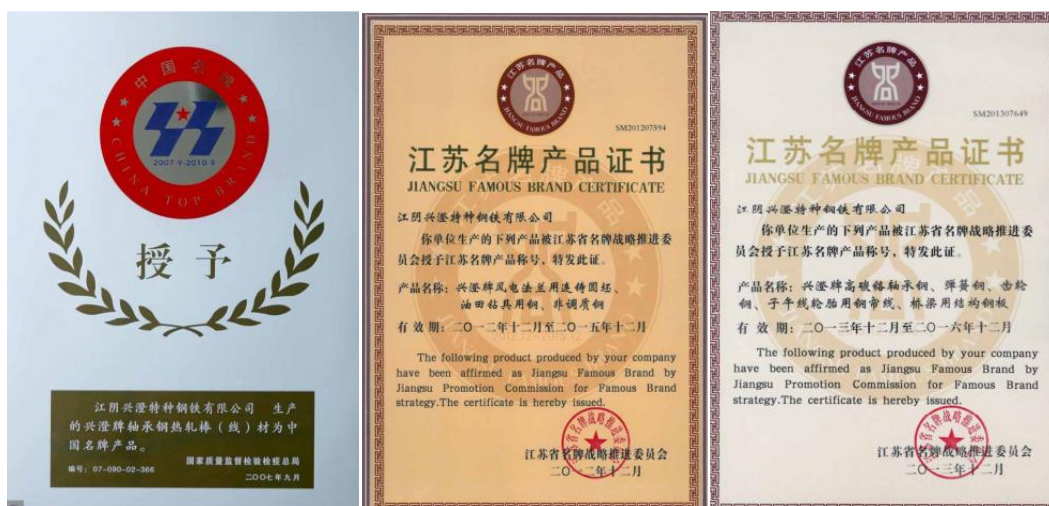 中国名牌
2007.9-2010.9
CHINA TOP BRAND
授予
江阴兴澄特种钢铁有限公司 生产
的兴澄牌轴承钢热轧棒（线）材为中
国名牌产品。
国家质量监督检验检疫总局
编号：07-090-02-366
二〇〇七年九月
江苏名牌产品
JIANGSU FAMOUS BRAND
SM201207594
江苏名牌产品证书
JIANGSU FAMOUS BRAND CERTIFICATE
江阴兴澄特种钢铁有限公司
你单位生产的下列产品被江苏省名牌战略推进委
员会授予江苏名牌产品称号，特发此证。
产品名称：兴澄牌风电法兰用连铸圆坯、
油田钻具用钢、非调质钢
有效期：二〇一二年十二月至二〇一五年十二月
The following product produced by your company
have been affirmed as Jiangsu Famous Brand by
Jiangsu Promotion Commission for Famous Brand
strategy.The certificate is hereby issued.
江苏省名牌战略推进委员会
二〇一二年十二月
江苏名牌产品
JIANGSU FAMOUS BRAND
SM201307649
江苏名牌产品证书
JIANGSU FAMOUS BRAND CERTIFICATE
江阴兴澄特种钢铁有限公司
你单位生产的下列产品被江苏省名牌战略推进委
员会授予江苏名牌产品称号，特发此证。
产品名称：兴澄牌高碳铬轴承钢、弹簧钢、齿轮
钢、子午线轮胎用钢帘线、桥梁用结构钢板
有效期：二〇一三年十二月至二〇一六年十二月
The following product produced by your company
have been affirmed as Jiangsu Famous Brand by
Jiangsu Promotion Commission for Famous Brand
strategy.The certificate is hereby issued.
江苏省名牌战略推进委员会
二〇一三年十二月